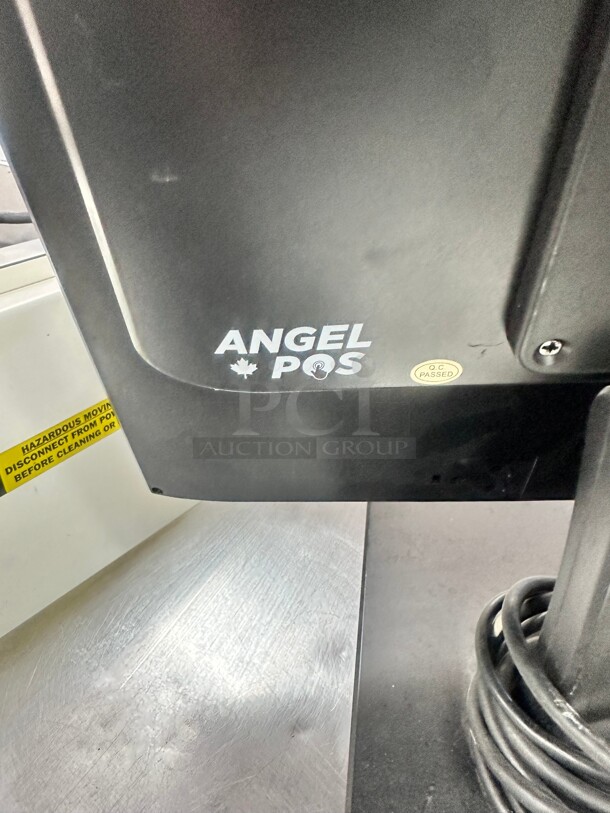 ANGEL
POS
Q.C
PASSED
PCI
AUCTION GROUP
HAZARDOUS MOVIN
DISCONNECT FROM POW
BEFORE CLEANING OR